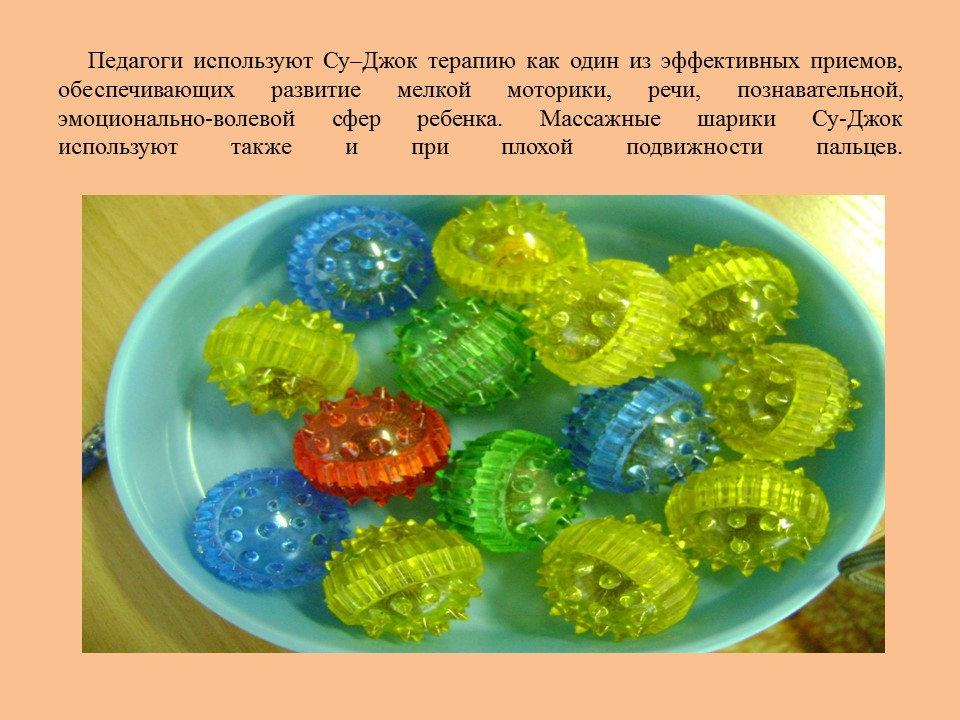 Педагоги используют Су–Джок терапию как один из эффективных приемов,
обеспечивающих развитие мелкой моторики, речи, познавательной,
эмоционально-волевой сфер ребенка. Массажные шарики Су-Джок
используют также и при плохой подвижности пальцев.